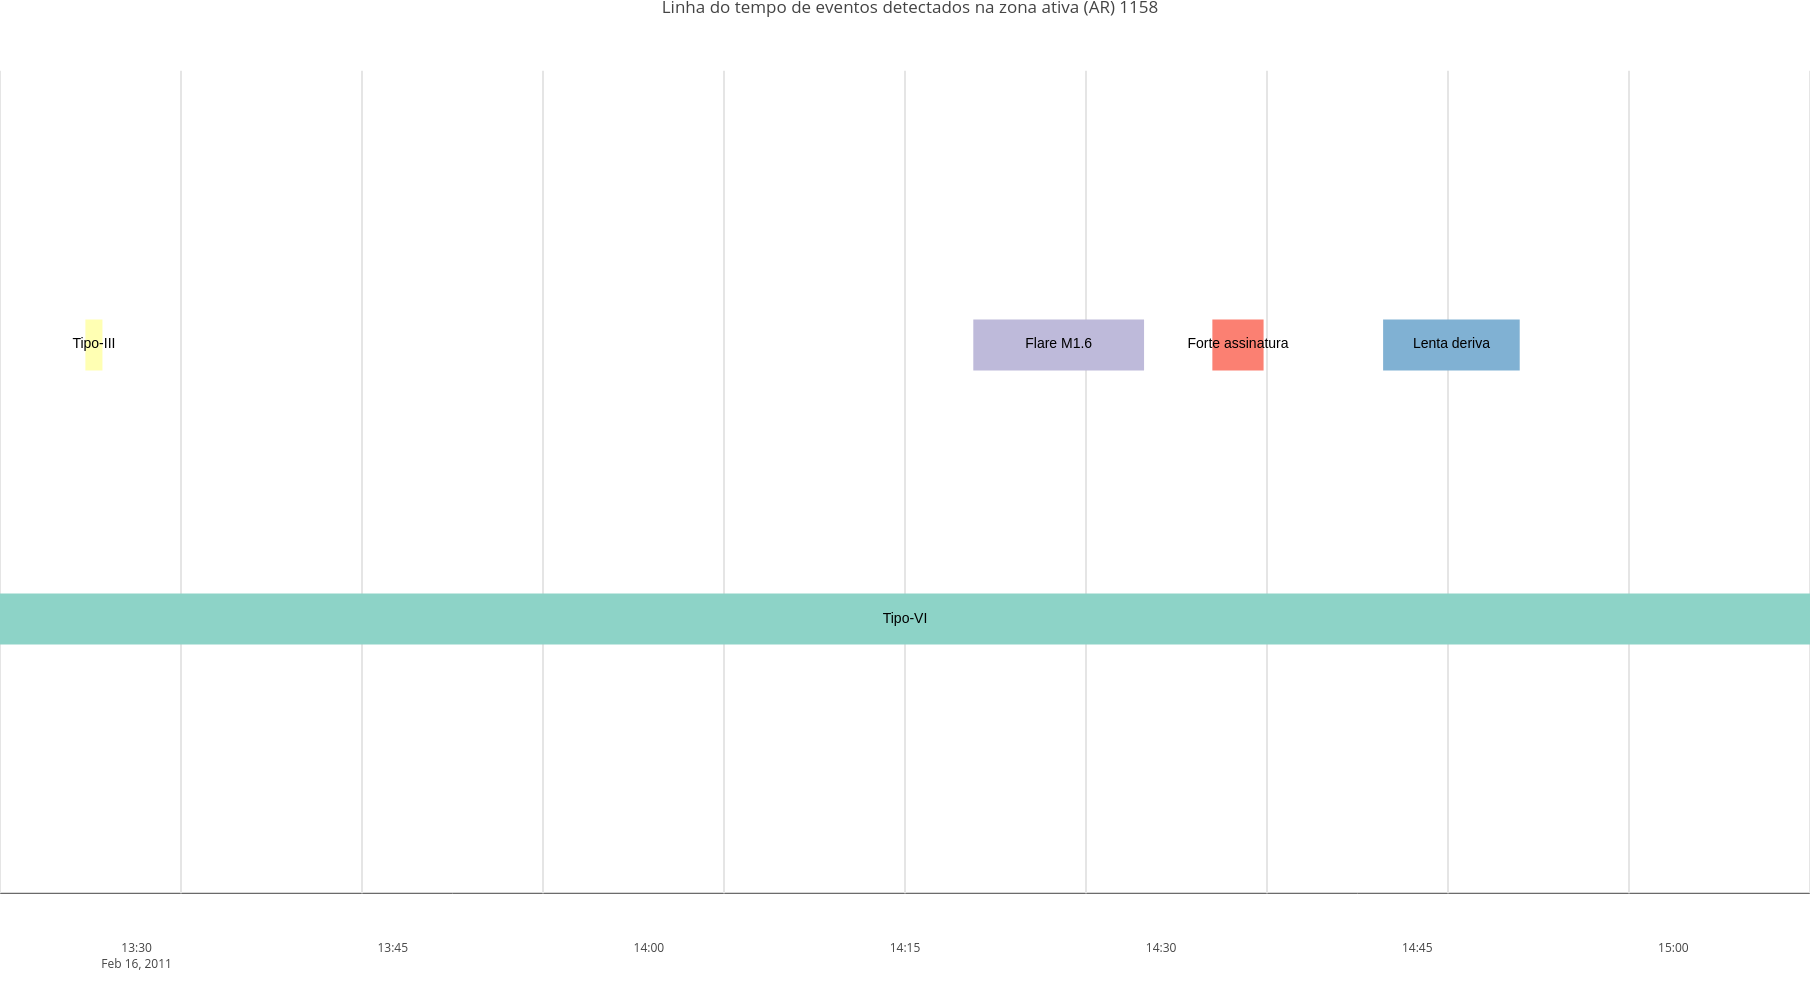 Linha do tempo de eventos detectados na zona ativa (AR) 1158
Tipo-III
Flare M1.6
Forte assinatura
Lenta deriva
Tipo-VI
13:30
Feb 16, 2011
13:45
14:00
14:15
14:30
14:45
15:00